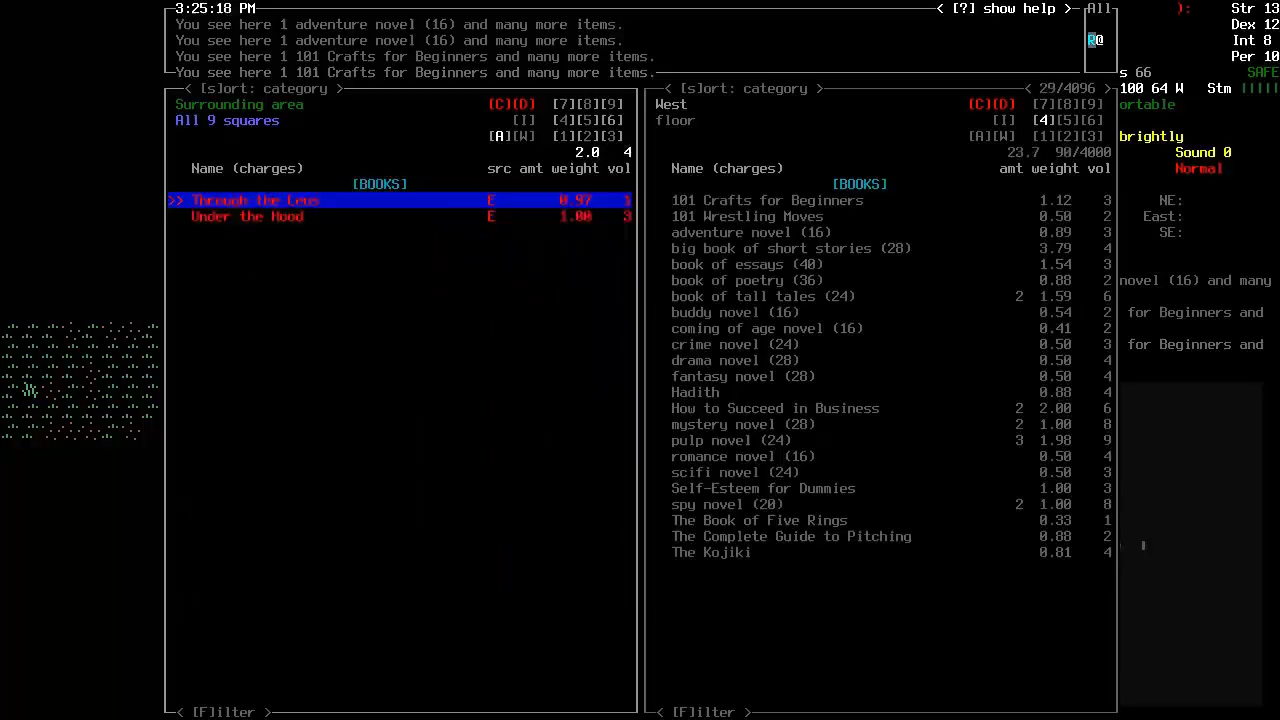 3:25:18 PM
You see here 1 adventure novel (16) and many more items.
You see here 1 adventure novel (16) and many more items.
You see here 1 101 Crafts for Beginners and many more items.
You see here 1 101 Crafts for Beginners and many more items.
< [?] show help >
All
R@
): Str 13
Dex 12
Int 8
Per 10
s 66 SAFE
100 64 W Stm |||||
ortable
brightly
Sound 0
Normal
NE:
East:
SE:
novel (16) and many
for Beginners and
for Beginners and
< [s]ort: category >
Surrounding area (C)(D) [7][8][9]
All 9 squares [I] [4][5][6]
[A][W] [1][2][3]
2.0 4
Name (charges) src amt weight vol
[BOOKS]
>> Through the Lens E 0.97 1
Under the Hood E 1.00 3
< [F]ilter >
< [s]ort: category > < 29/4096 >
West (C)(D) [7][8][9]
floor [I] [4][5][6]
[A][W] [1][2][3]
23.7 90/4000
Name (charges) amt weight vol
[BOOKS]
101 Crafts for Beginners 1.12 3
101 Wrestling Moves 0.50 2
adventure novel (16) 0.89 3
big book of short stories (28) 3.79 4
book of essays (40) 1.54 3
book of poetry (36) 0.88 2
book of tall tales (24) 2 1.59 6
buddy novel (16) 0.54 2
coming of age novel (16) 0.41 2
crime novel (24) 0.50 3
drama novel (28) 0.50 4
fantasy novel (28) 0.50 4
Hadith 0.88 4
How to Succeed in Business 2 2.00 6
mystery novel (28) 2 1.00 8
pulp novel (24) 3 1.98 9
romance novel (16) 0.50 4
scifi novel (24) 0.50 3
Self-Esteem for Dummies 1.00 3
spy novel (20) 2 1.00 8
The Book of Five Rings 0.33 1
The Complete Guide to Pitching 0.88 2
The Kojiki 0.81 4
< [F]ilter >